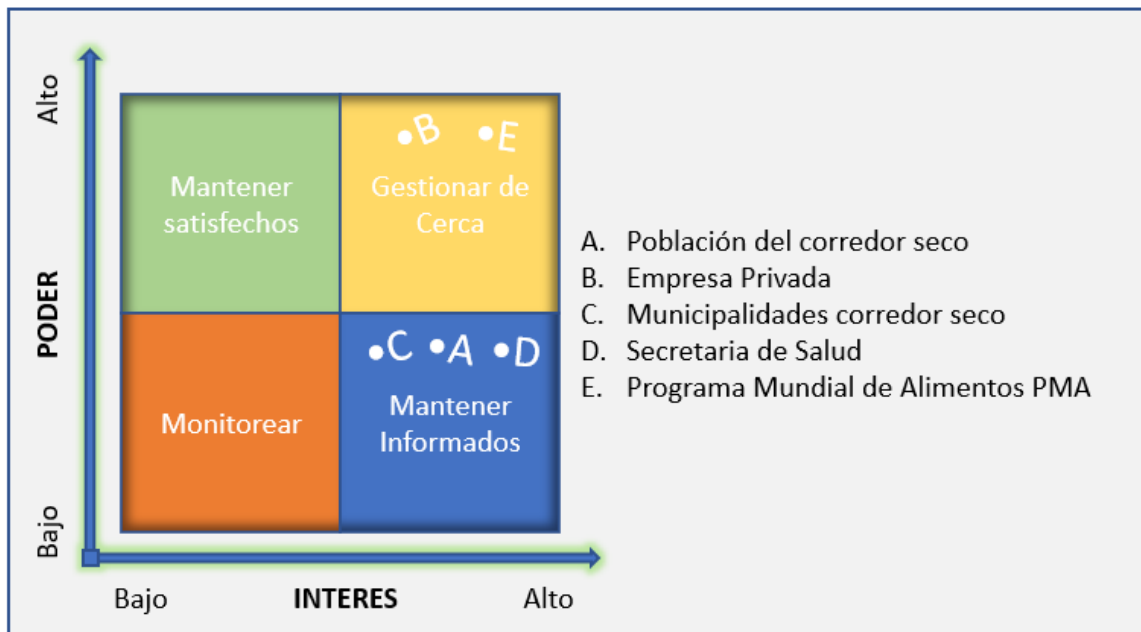 Alto
PODER
Bajo
•B
•E
Mantener
satisfechos
Gestionar de
Cerca
•C
•A
•D
Monitorear
Mantener
Informados
Bajo
INTERES
Alto
A. Población del corredor seco
B. Empresa Privada
C. Municipalidades corredor seco
D. Secretaria de Salud
E. Programa Mundial de Alimentos PMA